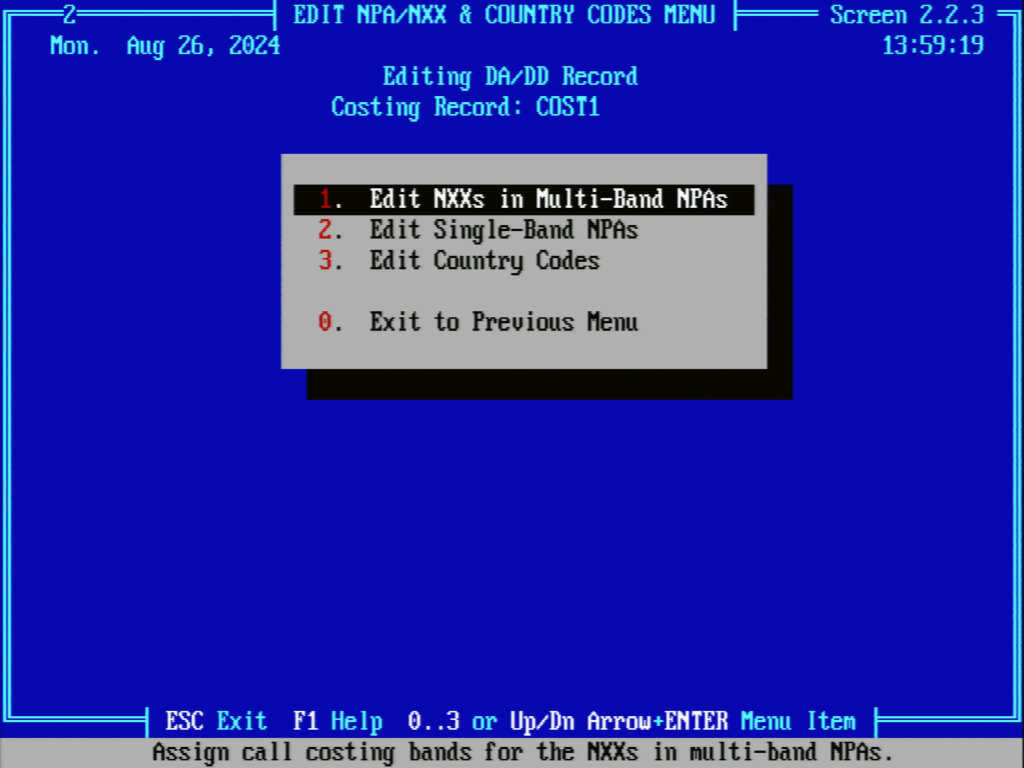 2 EDIT NPA/NXX & COUNTRY CODES MENU Screen 2.2.3
Mon. Aug 26, 2024 13:59:19
Editing DA/DD Record
Costing Record: COST1
1. Edit NXXs in Multi-Band NPAs
2. Edit Single-Band NPAs
3. Edit Country Codes
0. Exit to Previous Menu
ESC Exit F1 Help 0..3 or Up/Dn Arrow+ENTER Menu Item
Assign call costing bands for the NXXs in multi-band NPAs.